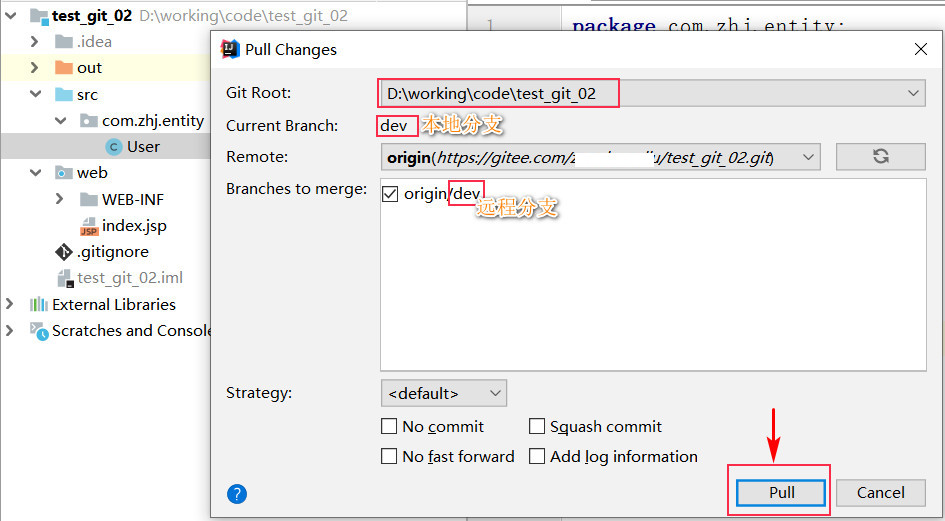 test_git_02 D:\working\code\test_git_02
.idea
out
src
com.zhj.entity
User
web
WEB-INF
index.jsp
.gitignore
test_git_02.iml
External Libraries
Scratches and Console
1 package com.zhj.entity;
Pull Changes
Git Root: D:\working\code\test_git_02
Current Branch: dev 本地分支
Remote: origin(https://gitee.com/z /test_git_02.git)
Branches to merge: origin/dev
远程分支
Strategy: <default>
No commit Squash commit
No fast forward Add log information
? Pull Cancel